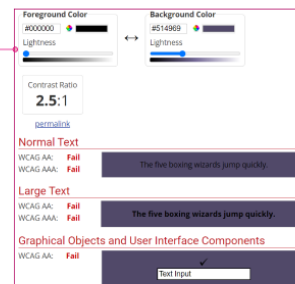 Foreground Color
Background Color
#000000
#514969
Lightness
Lightness
Contrast Ratio
2.5:1
permalink
Normal Text
WCAG AA: Fail
WCAG AAA: Fail
The five boxing wizards jump quickly.
Large Text
WCAG AA: Fail
WCAG AAA: Fail
The five boxing wizards jump quickly.
Graphical Objects and User Interface Components
WCAG AA: Fail
✓
Text Input